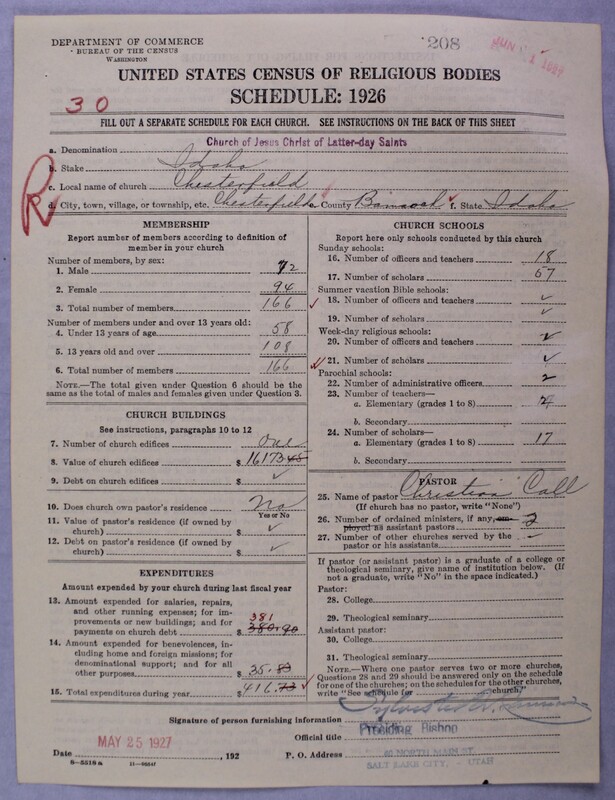 DEPARTMENT OF COMMERCE
BUREAU OF THE CENSUS
WASHINGTON
208
UNITED STATES CENSUS OF RELIGIOUS BODIES
SCHEDULE: 1926
30
FILL OUT A SEPARATE SCHEDULE FOR EACH CHURCH. SEE INSTRUCTIONS ON THE BACK OF THIS SHEET
a. Denomination Church of Jesus Christ of Latter-day Saints
b. Stake Idaho
c. Local name of church Chesterfield
R
d. City, town, village, or township, etc. Chesterfield e. County Bannock f. State Idaho
MEMBERSHIP
Report number of members according to definition of
member in your church
Number of members, by sex:
1. Male 72
2. Female 94
3. Total number of members 166
Number of members under and over 13 years old:
4. Under 13 years of age 58
5. 13 years old and over 108
6. Total number of members 166
NOTE.—The total given under Question 6 should be the
same as the total of males and females given under Question 3.
CHURCH BUILDINGS
See instructions, paragraphs 10 to 12
7. Number of church edifices one
8. Value of church edifices $ 16173.45
9. Debt on church edifices $ ✓
10. Does church own pastor's residence? No
Yes or No
11. Value of pastor's residence (if owned by
church) $ ✓
12. Debt on pastor's residence (if owned by
church) $ ✓
EXPENDITURES
Amount expended by your church during last fiscal year
13. Amount expended for salaries, repairs,
and other running expenses; for im-
provements or new buildings; and for
381
payments on church debt $ 380.90
14. Amount expended for benevolences, in-
cluding home and foreign missions; for
denominational support; and for all
other purposes $ 35.83
15. Total expenditures during year $ 416.73
CHURCH SCHOOLS
Report here only schools conducted by this church
Sunday schools:
16. Number of officers and teachers 18
17. Number of scholars 67
Summer vacation Bible schools:
18. Number of officers and teachers ✓
19. Number of scholars ✓
Week-day religious schools:
20. Number of officers and teachers ✓
21. Number of scholars ✓
Parochial schools:
22. Number of administrative officers 2
23. Number of teachers—
a. Elementary (grades 1 to 8)
b. Secondary
24. Number of scholars—
a. Elementary (grades 1 to 8) 17
b. Secondary
PASTOR
25. Name of pastor Christian Call
(If church has no pastor, write "None")
26. Number of ordained ministers, if any, em- 2
ployed as assistant pastors
27. Number of other churches served by the
pastor or his assistants
If pastor (or assistant pastor) is a graduate of a college or
theological seminary, give name of institution below. (If
not a graduate, write "No" in the space indicated.)
Pastor:
28. College
29. Theological seminary
Assistant pastor:
30. College
31. Theological seminary
NOTE.—Where one pastor serves two or more churches,
Questions 28 and 29 should be answered only on the schedule
for one of the churches; on the schedules for the other churches,
write "See schedule for church."
Signature of person furnishing information Sylvester Q. Cannon
Official title Presiding Bishop
Date MAY 25 1927, 192
P. O. Address 40 NORTH MAIN ST.
SALT LAKE CITY, - UTAH
8-5518a